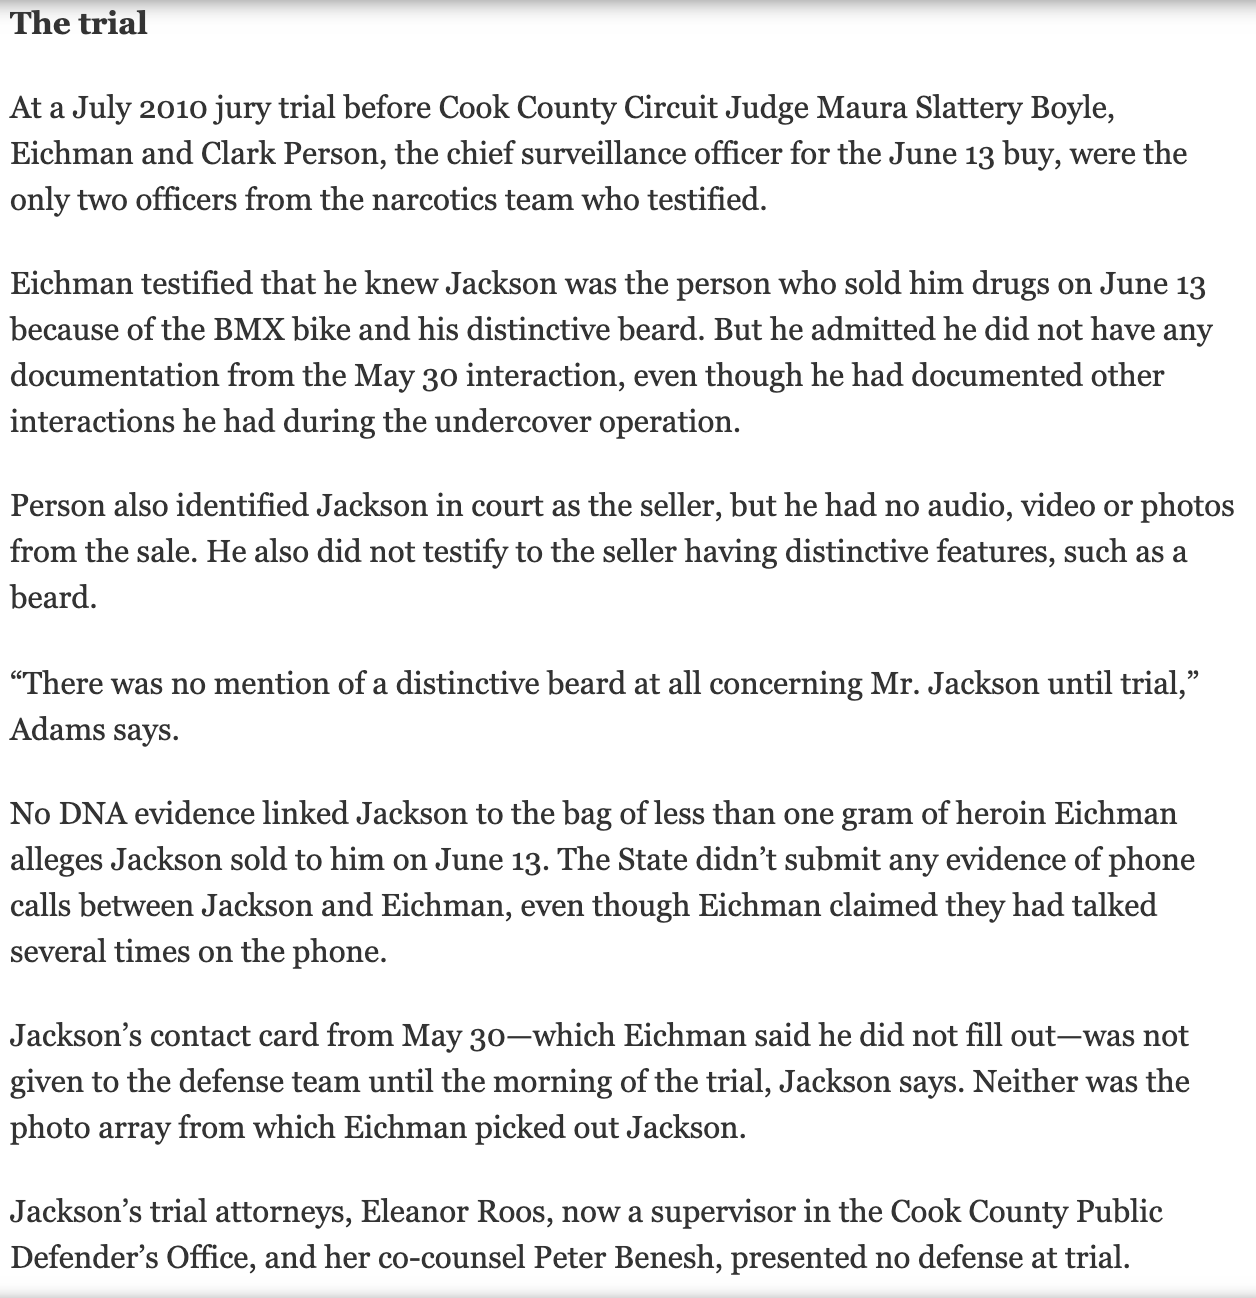 The trial
At a July 2010 jury trial before Cook County Circuit Judge Maura Slattery Boyle,
Eichman and Clark Person, the chief surveillance officer for the June 13 buy, were the
only two officers from the narcotics team who testified.
Eichman testified that he knew Jackson was the person who sold him drugs on June 13
because of the BMX bike and his distinctive beard. But he admitted he did not have any
documentation from the May 30 interaction, even though he had documented other
interactions he had during the undercover operation.
Person also identified Jackson in court as the seller, but he had no audio, video or photos
from the sale. He also did not testify to the seller having distinctive features, such as a
beard.
“There was no mention of a distinctive beard at all concerning Mr. Jackson until trial,”
Adams says.
No DNA evidence linked Jackson to the bag of less than one gram of heroin Eichman
alleges Jackson sold to him on June 13. The State didn’t submit any evidence of phone
calls between Jackson and Eichman, even though Eichman claimed they had talked
several times on the phone.
Jackson’s contact card from May 30—which Eichman said he did not fill out—was not
given to the defense team until the morning of the trial, Jackson says. Neither was the
photo array from which Eichman picked out Jackson.
Jackson’s trial attorneys, Eleanor Roos, now a supervisor in the Cook County Public
Defender’s Office, and her co-counsel Peter Benesh, presented no defense at trial.